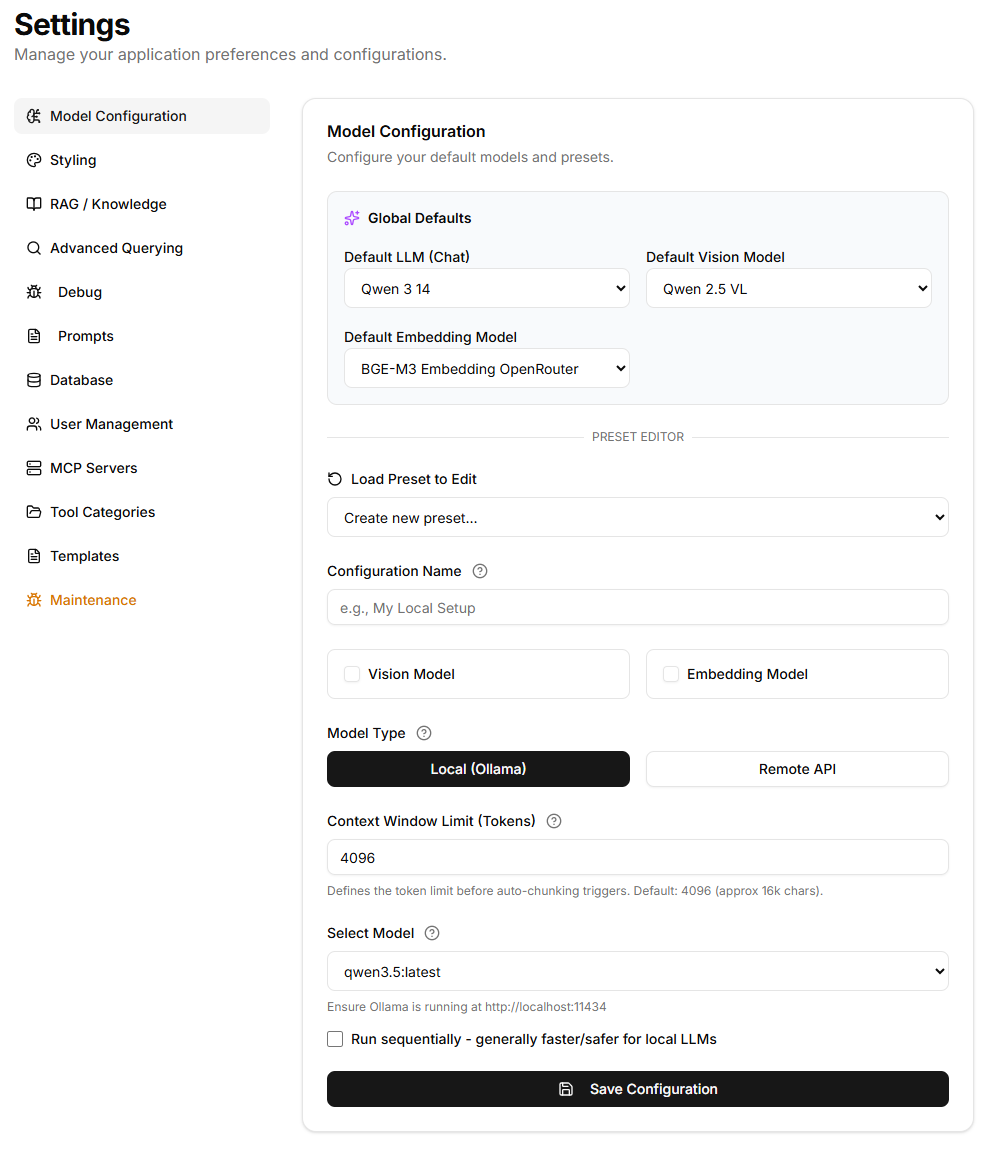 Settings
Manage your application preferences and configurations.
Model Configuration
Styling
RAG / Knowledge
Advanced Querying
Debug
Prompts
Database
User Management
MCP Servers
Tool Categories
Templates
Maintenance
Model Configuration
Configure your default models and presets.
Global Defaults
Default LLM (Chat)
Qwen 3 14
Default Vision Model
Qwen 2.5 VL
Default Embedding Model
BGE-M3 Embedding OpenRouter
PRESET EDITOR
Load Preset to Edit
Create new preset...
Configuration Name
e.g., My Local Setup
Vision Model
Embedding Model
Model Type
Local (Ollama)
Remote API
Context Window Limit (Tokens)
4096
Defines the token limit before auto-chunking triggers. Default: 4096 (approx 16k chars).
Select Model
qwen3.5:latest
Ensure Ollama is running at http://localhost:11434
Run sequentially - generally faster/safer for local LLMs
Save Configuration